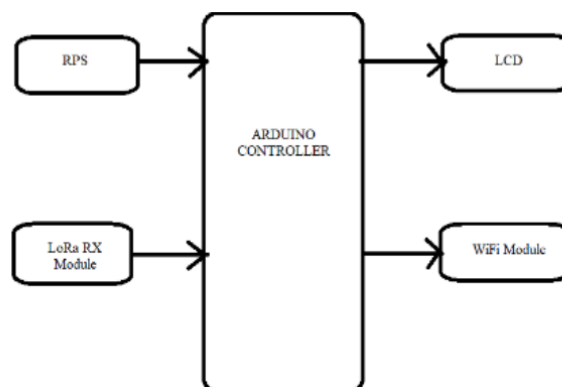 RPS
LCD
ARDUINO
CONTROLLER
LoRa RX
Module
WiFi Module